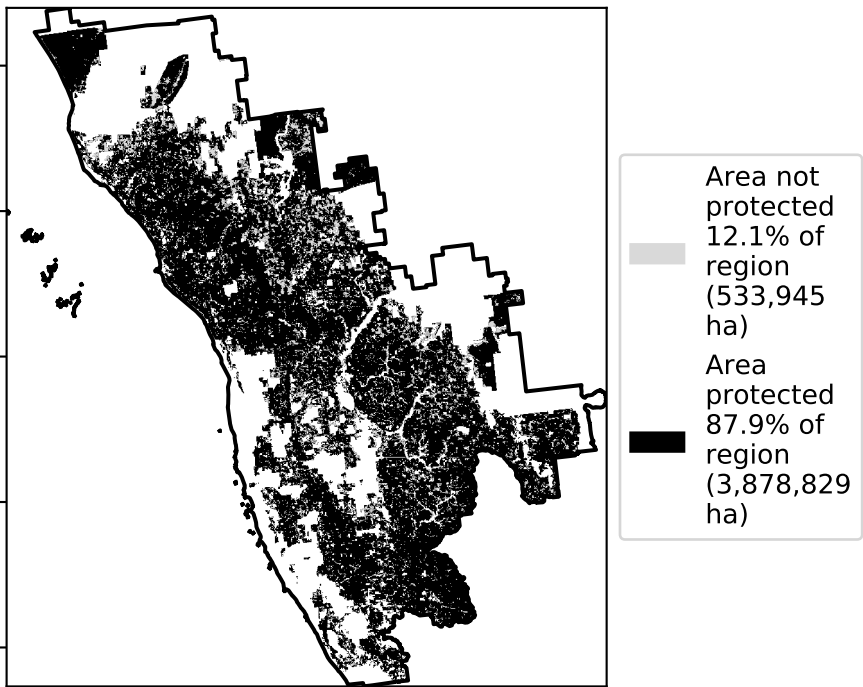 Area not
protected
12.1% of
region
(533,945
ha)
Area
protected
87.9% of
region
(3,878,829
ha)